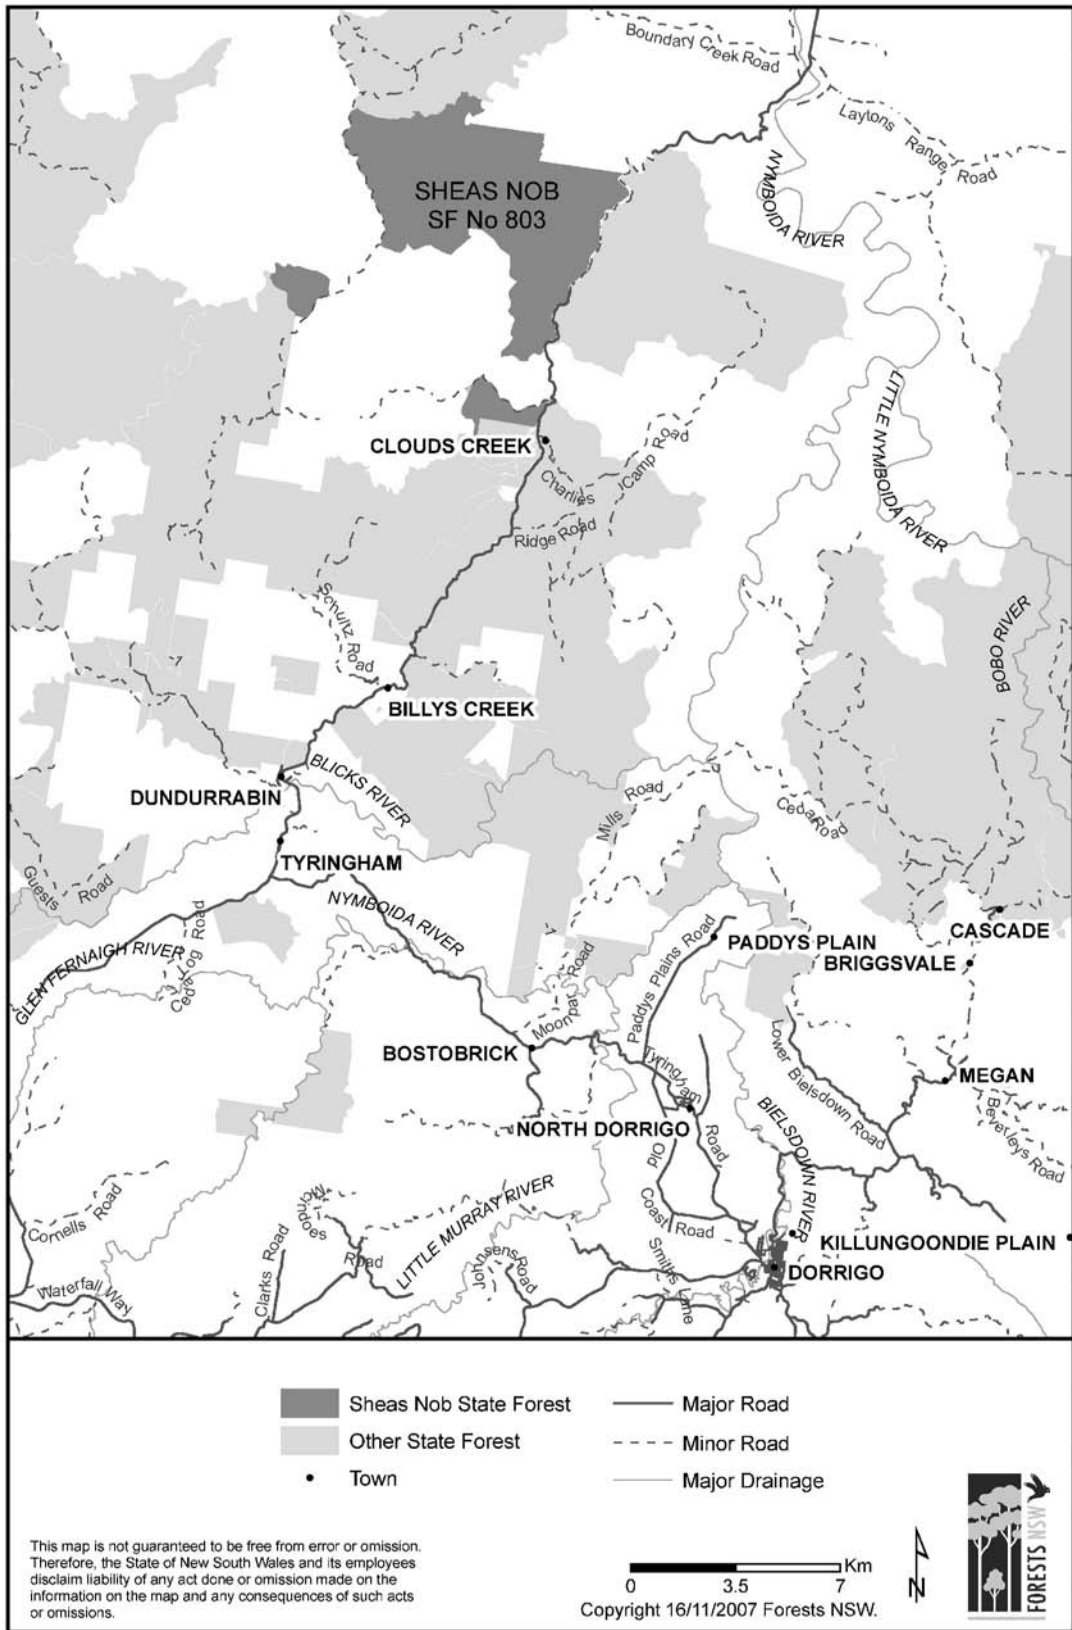 Boundary Creek Road
Laytons Range Road
SHEAS NOB
SF No 803
NYMBOIDA RIVER
LITTLE NYMBOIDA RIVER
CLOUDS CREEK
Camp Road
Charlies
Ridge Road
Schultz Road
BOBO RIVER
BILLYS CREEK
BLICKS RIVER
DUNDURRABIN
Mills Road
Cedar Road
TYRINGHAM
Guests Road
NYMBOIDA RIVER
CASCADE
PADDYS PLAIN
BRIGGSVALE
Paddys Plains Road
GLEN FERNAIGH RIVER
Cedar Log Road
Moonpar Road
BOSTOBRICK
Tyringham Road
Lower Bielsdown Road
MEGAN
Beverleys Road
NORTH DORRIGO
BIELSDOWN RIVER
Old Coast Road
McIndoes Road
LITTLE MURRAY RIVER
Cornells Road
Clarks Road
Johnsens Road
Smiths Lane
KILLUNGOONDIE PLAIN
DORRIGO
Waterfall Way
Sheas Nob State Forest
Major Road
Other State Forest
Minor Road
Town
Major Drainage
This map is not guaranteed to be free from error or omission.
Therefore, the State of New South Wales and its employees
disclaim liability of any act done or omission made on the
information on the map and any consequences of such acts
or omissions.
Km
0 3.5 7
Copyright 16/11/2007 Forests NSW.
N
FORESTS NSW